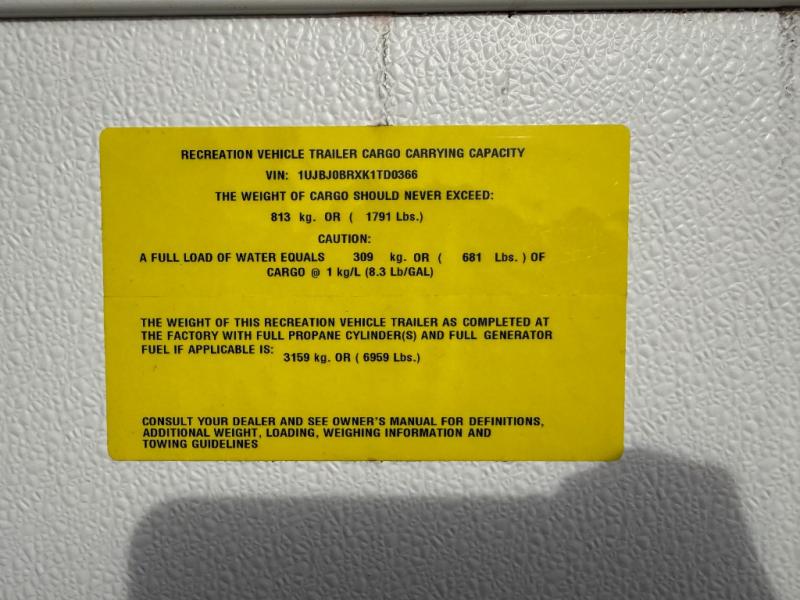 RECREATION VEHICLE TRAILER CARGO CARRYING CAPACITY
VIN: 1UJBJ0BRXK1TD0366
THE WEIGHT OF CARGO SHOULD NEVER EXCEED:
813 kg. OR ( 1791 Lbs.)
CAUTION:
A FULL LOAD OF WATER EQUALS 309 kg. OR ( 681 Lbs. ) OF
CARGO @ 1 kg/L (8.3 Lb/GAL)
THE WEIGHT OF THIS RECREATION VEHICLE TRAILER AS COMPLETED AT
THE FACTORY WITH FULL PROPANE CYLINDER(S) AND FULL GENERATOR
FUEL IF APPLICABLE IS: 3159 kg. OR ( 6959 Lbs.)
CONSULT YOUR DEALER AND SEE OWNER'S MANUAL FOR DEFINITIONS,
ADDITIONAL WEIGHT, LOADING, WEIGHING INFORMATION AND
TOWING GUIDELINES